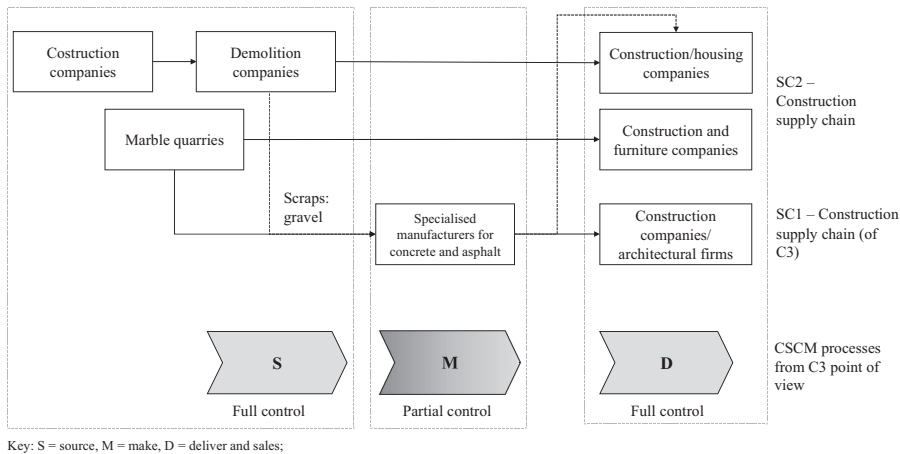 Costruction
companies
Demolition
companies
Construction/housing
companies
SC2 –
Construction
supply chain
Marble quarries
Construction and
furniture companies
Scraps:
gravel
Specialised
manufacturers for
concrete and asphalt
Construction
companies/
architectural firms
SC1 – Construction
supply chain (of
C3)
S
M
D
CSCM processes
from C3 point of
view
Full control
Partial control
Full control
Key: S = source, M = make, D = deliver and sales;